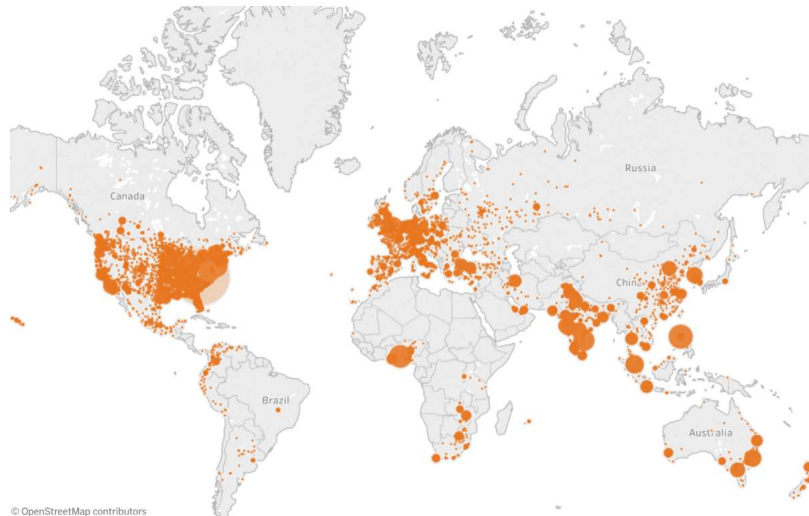 Canada
Russia
China
Brazil
Australia
© OpenStreetMap contributors